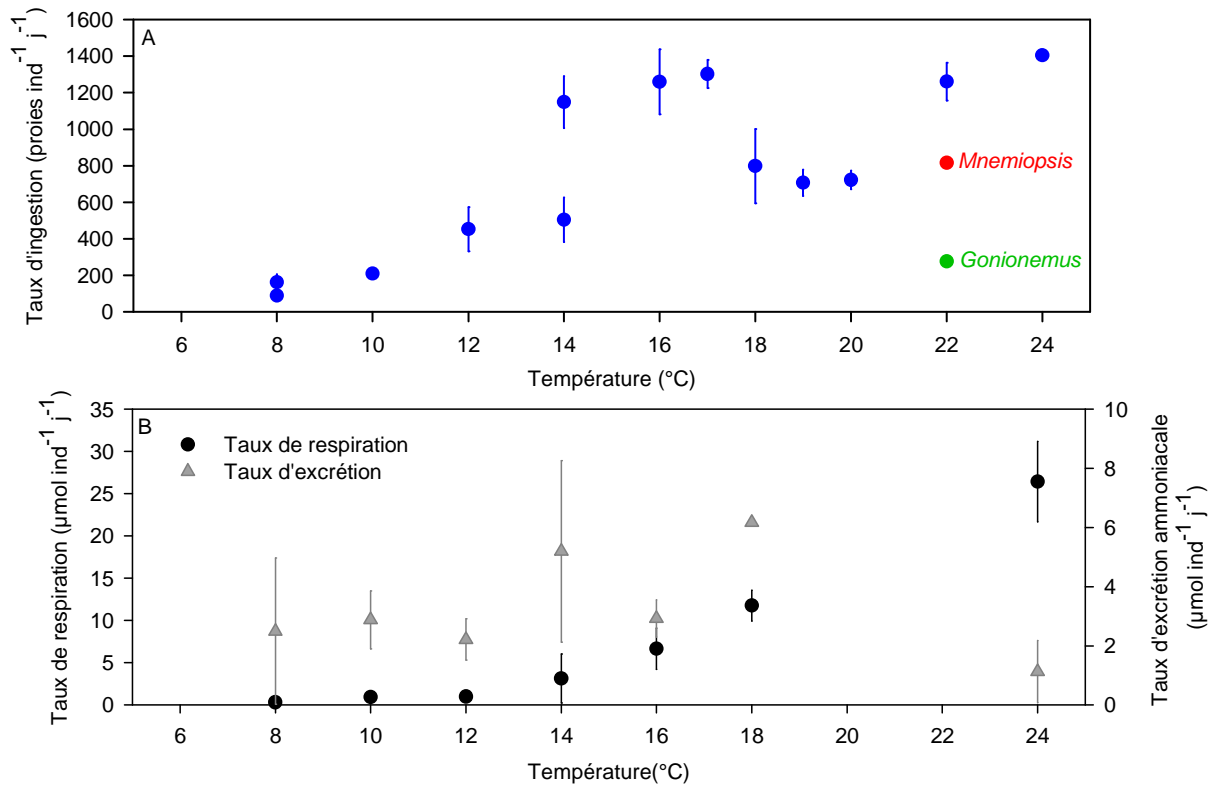 A
Taux d'ingestion (proies ind⁻¹ j⁻¹)
1600
1400
1200
1000
800
600
400
200
0
Mnemiopsis
Gonionemus
6 8 10 12 14 16 18 20 22 24
Température (°C)
B
Taux de respiration (µmol ind⁻¹ j⁻¹)
35
30
25
20
15
10
5
0
Taux de respiration
Taux d'excrétion
10
8
6
4
2
0
Taux d'excrétion ammoniacale
(µmol ind⁻¹ j⁻¹)
6 8 10 12 14 16 18 20 22 24
Température(°C)